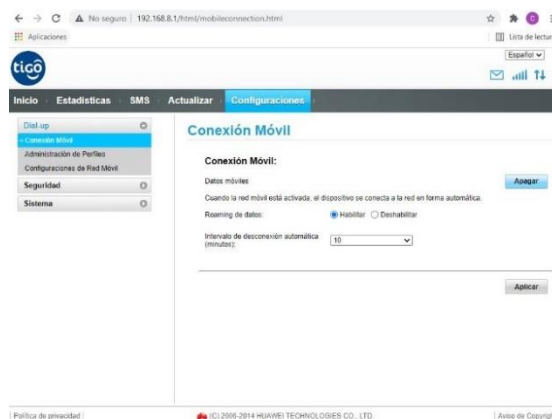 No seguro | 192.168.8.1/html/mobileconnection.html
Aplicaciones
Lista de lectur
Español
tigô
Inicio Estadísticas SMS Actualizar Configuraciones
Dial-up
Conexión Móvil
Administración de Perfiles
Configuraciones de Red Móvil
Seguridad
Sistema
Conexión Móvil
Conexión Móvil:
Datos móviles
Apagar
Cuando la red móvil está activada, el dispositivo se conecta a la red en forma automática.
Roaming de datos: Habilitar Deshabilitar
Intervalo de desconexión automática
(minutos): 10
Aplicar
Política de privacidad | (C) 2006-2014 HUAWEI TECHNOLOGIES CO., LTD. | Aviso de Copyrigh